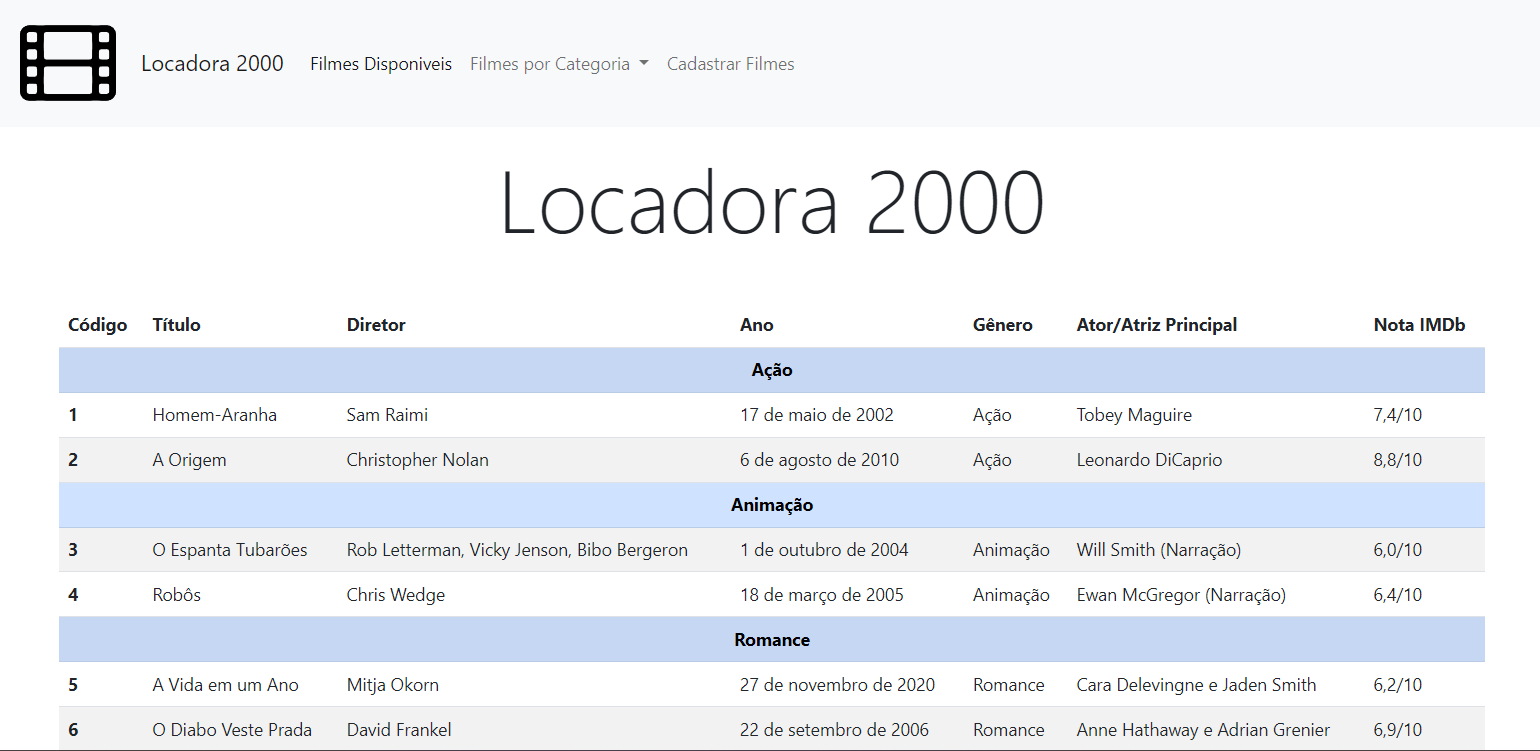 Locadora 2000 Filmes Disponiveis Filmes por Categoria Cadastrar Filmes
Locadora 2000
Código Título Diretor Ano Gênero Ator/Atriz Principal Nota IMDb
Ação
1 Homem-Aranha Sam Raimi 17 de maio de 2002 Ação Tobey Maguire 7,4/10
2 A Origem Christopher Nolan 6 de agosto de 2010 Ação Leonardo DiCaprio 8,8/10
Animação
3 O Espanta Tubarões Rob Letterman, Vicky Jenson, Bibo Bergeron 1 de outubro de 2004 Animação Will Smith (Narração) 6,0/10
4 Robôs Chris Wedge 18 de março de 2005 Animação Ewan McGregor (Narração) 6,4/10
Romance
5 A Vida em um Ano Mitja Okorn 27 de novembro de 2020 Romance Cara Delevingne e Jaden Smith 6,2/10
6 O Diabo Veste Prada David Frankel 22 de setembro de 2006 Romance Anne Hathaway e Adrian Grenier 6,9/10